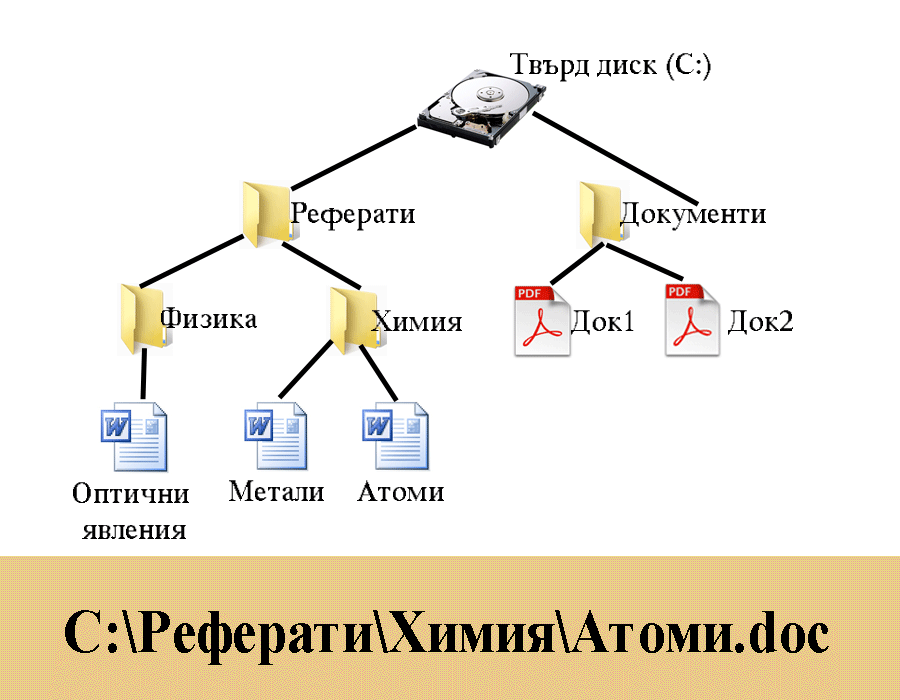 Твърд диск (C:)
Реферати
Документи
Физика
Химия
PDF
Док1
PDF
Док2
W
W
W
Оптични
явления
Метали
Атоми
C:\Реферати\Химия\Атоми.doc